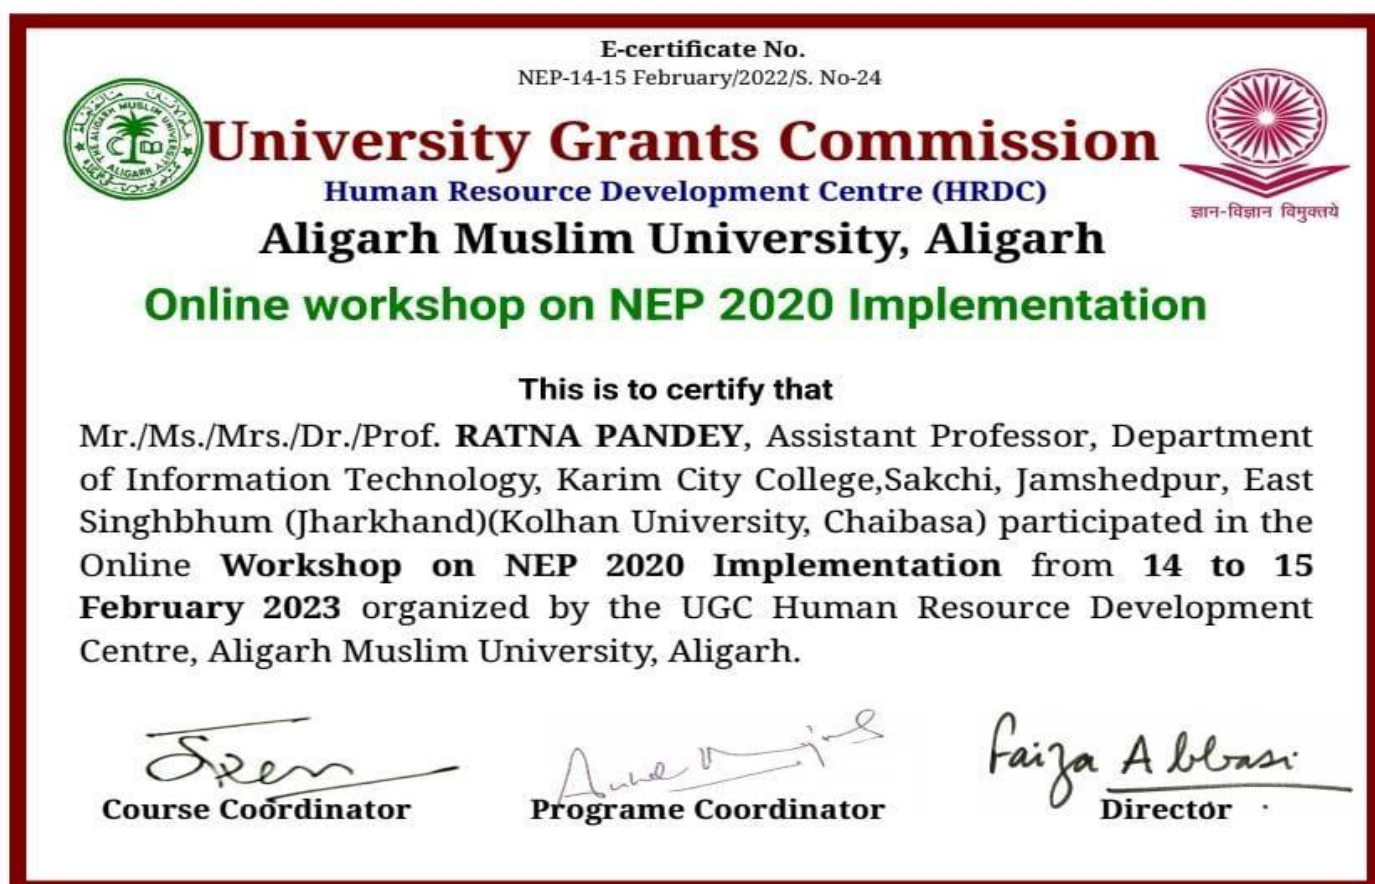 E-certificate No.
NEP-14-15 February/2022/S. No-24
University Grants Commission
Human Resource Development Centre (HRDC)
Aligarh Muslim University, Aligarh
ज्ञान-विज्ञान विमुक्तये
Online workshop on NEP 2020 Implementation
This is to certify that
Mr./Ms./Mrs./Dr./Prof. RATNA PANDEY, Assistant Professor, Department
of Information Technology, Karim City College,Sakchi, Jamshedpur, East
Singhbhum (Jharkhand)(Kolhan University, Chaibasa) participated in the
Online Workshop on NEP 2020 Implementation from 14 to 15
February 2023 organized by the UGC Human Resource Development
Centre, Aligarh Muslim University, Aligarh.
Faiza Abbasi
Course Coordinator
Programe Coordinator
Director